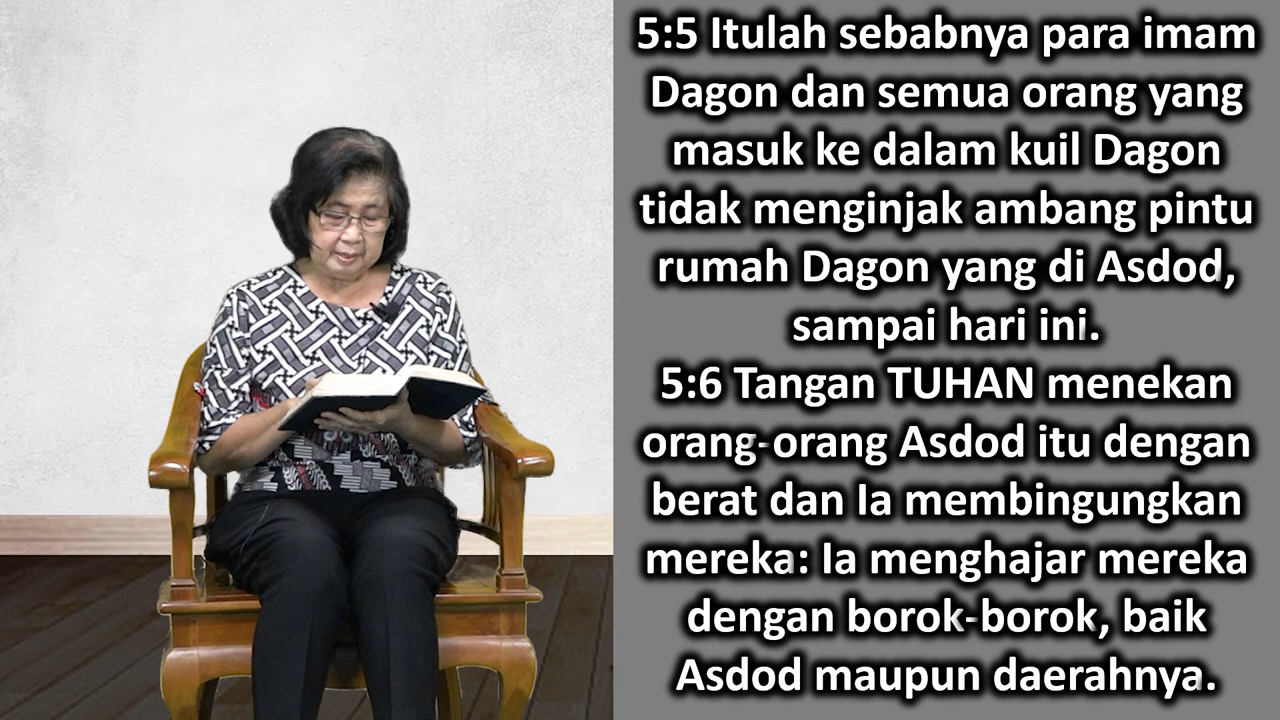 5:5 Itulah sebabnya para imam
Dagon dan semua orang yang
masuk ke dalam kuil Dagon
tidak menginjak ambang pintu
rumah Dagon yang di Asdod,
sampai hari ini.
5:6 Tangan TUHAN menekan
orang-orang Asdod itu dengan
berat dan Ia membingungkan
mereka: Ia menghajar mereka
dengan borok-borok, baik
Asdod maupun daerahnya.